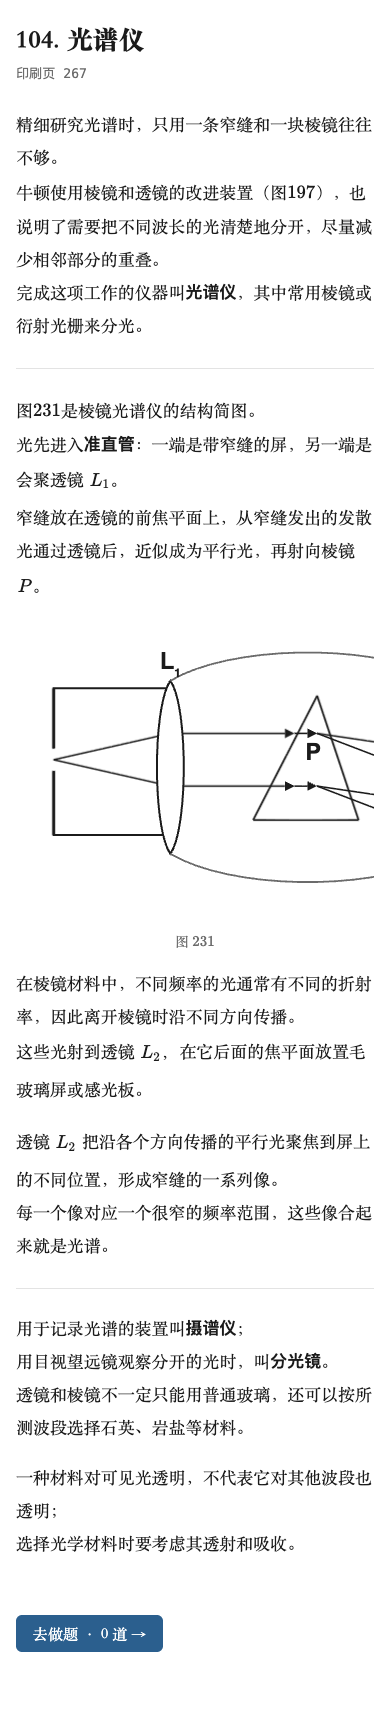 104. 光谱仪
印刷页 267
精细研究光谱时，只用一条窄缝和一块棱镜往往
不够。
牛顿使用棱镜和透镜的改进装置（图197），也
说明了需要把不同波长的光清楚地分开，尽量减
少相邻部分的重叠。
完成这项工作的仪器叫光谱仪，其中常用棱镜或
衍射光栅来分光。
图231是棱镜光谱仪的结构简图。
光先进入准直管：一端是带窄缝的屏，另一端是
会聚透镜 L₁。
窄缝放在透镜的前焦平面上，从窄缝发出的发散
光通过透镜后，近似成为平行光，再射向棱镜
P。
L₁
P
图 231
在棱镜材料中，不同频率的光通常有不同的折射
率，因此离开棱镜时沿不同方向传播。
这些光射到透镜 L₂，在它后面的焦平面放置毛
玻璃屏或感光板。
透镜 L₂ 把沿各个方向传播的平行光聚焦到屏上
的不同位置，形成窄缝的一系列像。
每一个像对应一个很窄的频率范围，这些像合起
来就是光谱。
用于记录光谱的装置叫摄谱仪；
用目视望远镜观察分开的光时，叫分光镜。
透镜和棱镜不一定只能用普通玻璃，还可以按所
测波段选择石英、岩盐等材料。
一种材料对可见光透明，不代表它对其他波段也
透明；
选择光学材料时要考虑其透射和吸收。
去做题 · 0 道 →